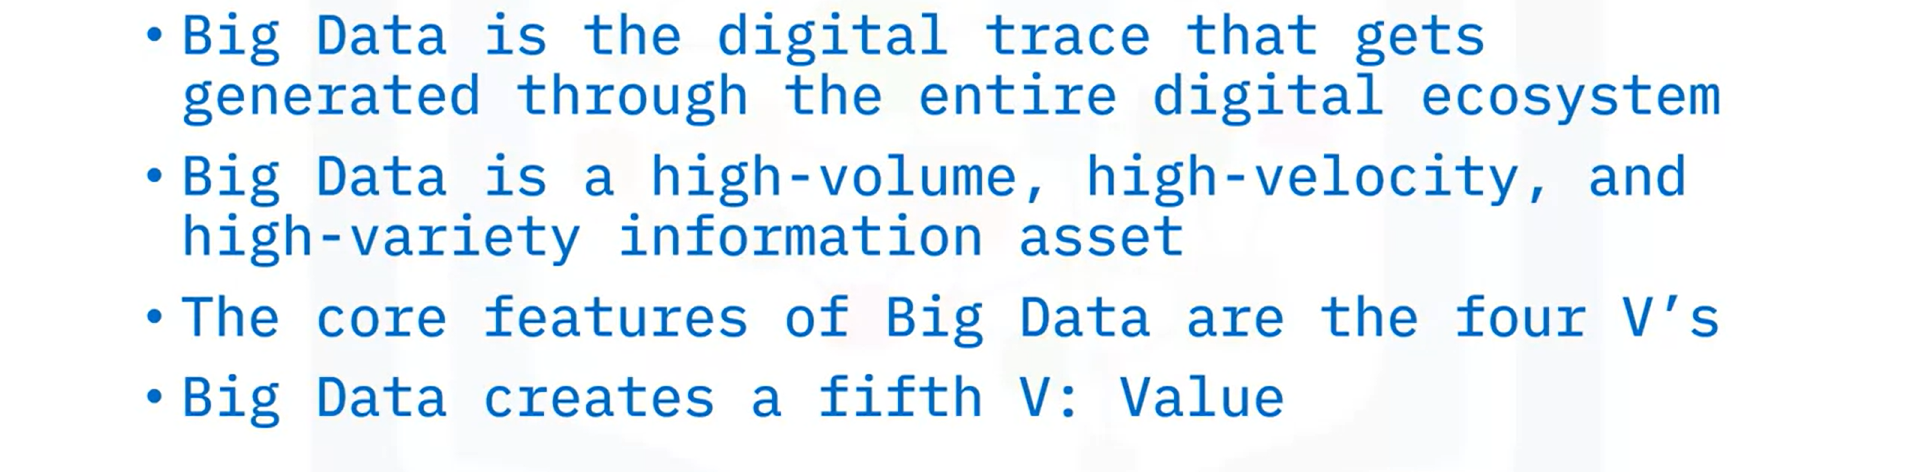 • Big Data is the digital trace that gets
generated through the entire digital ecosystem
• Big Data is a high-volume, high-velocity, and
high-variety information asset
• The core features of Big Data are the four V’s
• Big Data creates a fifth V: Value